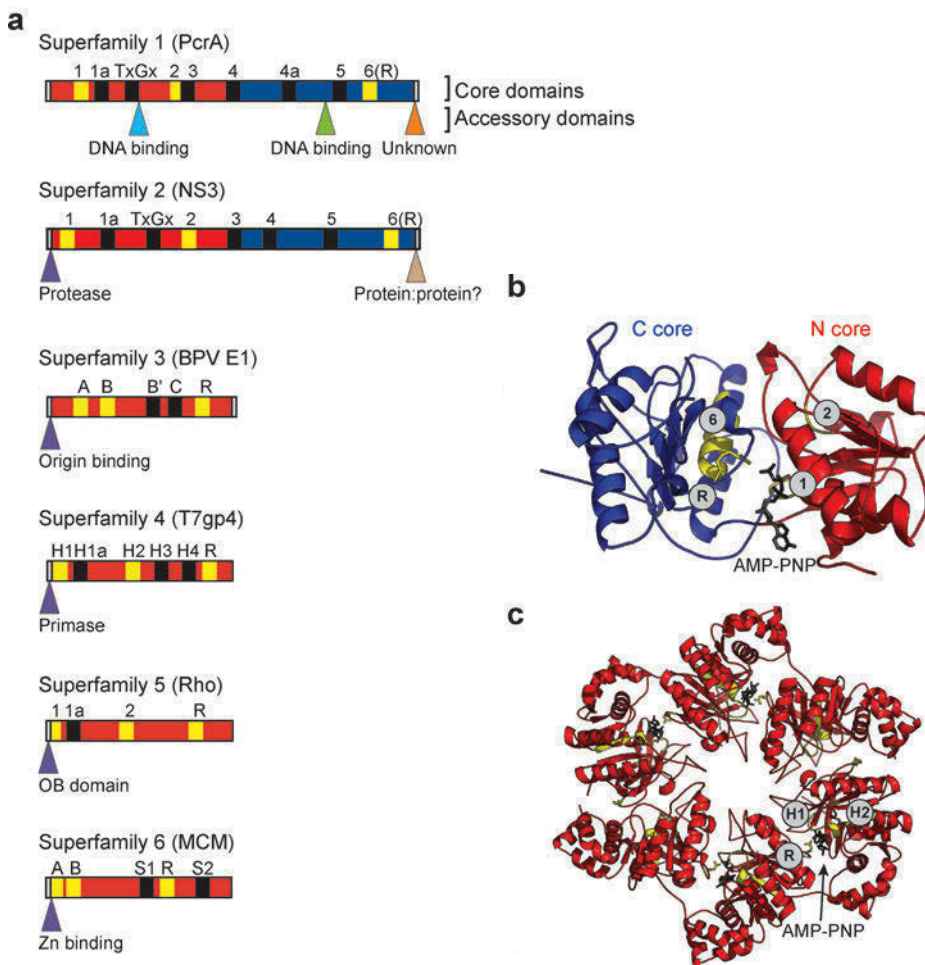 a
Superfamily 1 (PcrA)
1 1a TxGx 2 3 4 4a 5 6(R)
Core domains
Accessory domains
DNA binding DNA binding Unknown
Superfamily 2 (NS3)
1 1a TxGx 2 3 4 5 6(R)
Protease Protein:protein?
Superfamily 3 (BPV E1)
A B B' C R
Origin binding
Superfamily 4 (T7gp4)
H1H1a H2 H3 H4 R
Primase
Superfamily 5 (Rho)
1 1a 2 R
OB domain
Superfamily 6 (MCM)
A B S1 R S2
Zn binding
b
C core N core
6 2
R 1
AMP-PNP
c
H1 H2
R
AMP-PNP